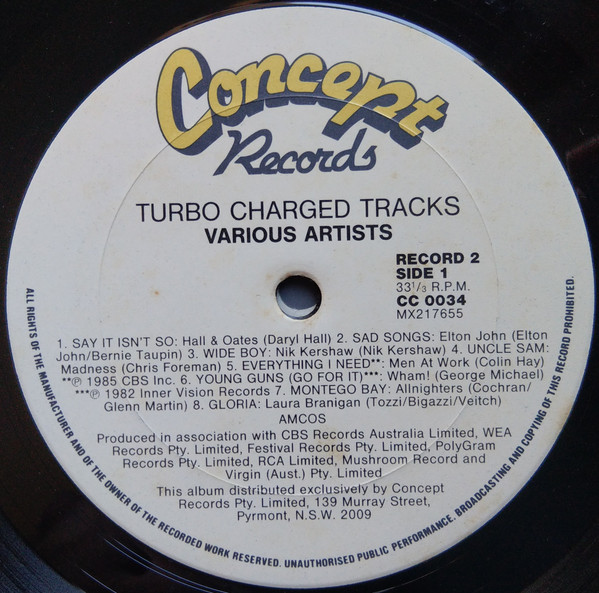 Concept
Records
TURBO CHARGED TRACKS
VARIOUS ARTISTS
RECORD 2
SIDE 1
33 1/3 R.P.M.
CC 0034
MX217655
1. SAY IT ISN'T SO: Hall & Oates (Daryl Hall) 2. SAD SONGS: Elton John (Elton
John/Bernie Taupin) 3. WIDE BOY: Nik Kershaw (Nik Kershaw) 4. UNCLE SAM:
Madness (Chris Foreman) 5. EVERYTHING I NEED**: Men At Work (Colin Hay)
**℗ 1985 CBS Inc. 6. YOUNG GUNS (GO FOR IT)***: Wham! (George Michael)
***℗ 1982 Inner Vision Records 7. MONTEGO BAY: Allnighters (Cochran/
Glenn Martin) 8. GLORIA: Laura Branigan (Tozzi/Bigazzi/Veitch)
AMCOS
Produced in association with CBS Records Australia Limited, WEA
Records Pty. Limited, Festival Records Pty. Limited, PolyGram
Records Pty. Limited, RCA Limited, Mushroom Record and
Virgin (Aust.) Pty. Limited.
This album distributed exclusively by Concept
Records Pty. Limited, 139 Murray Street,
Pyrmont, N.S.W. 2009
ALL RIGHTS OF THE MANUFACTURER AND OF THE OWNER OF THE RECORDED WORK RESERVED. UNAUTHORISED PUBLIC PERFORMANCE, BROADCASTING AND COPYING OF THIS RECORD PROHIBITED.